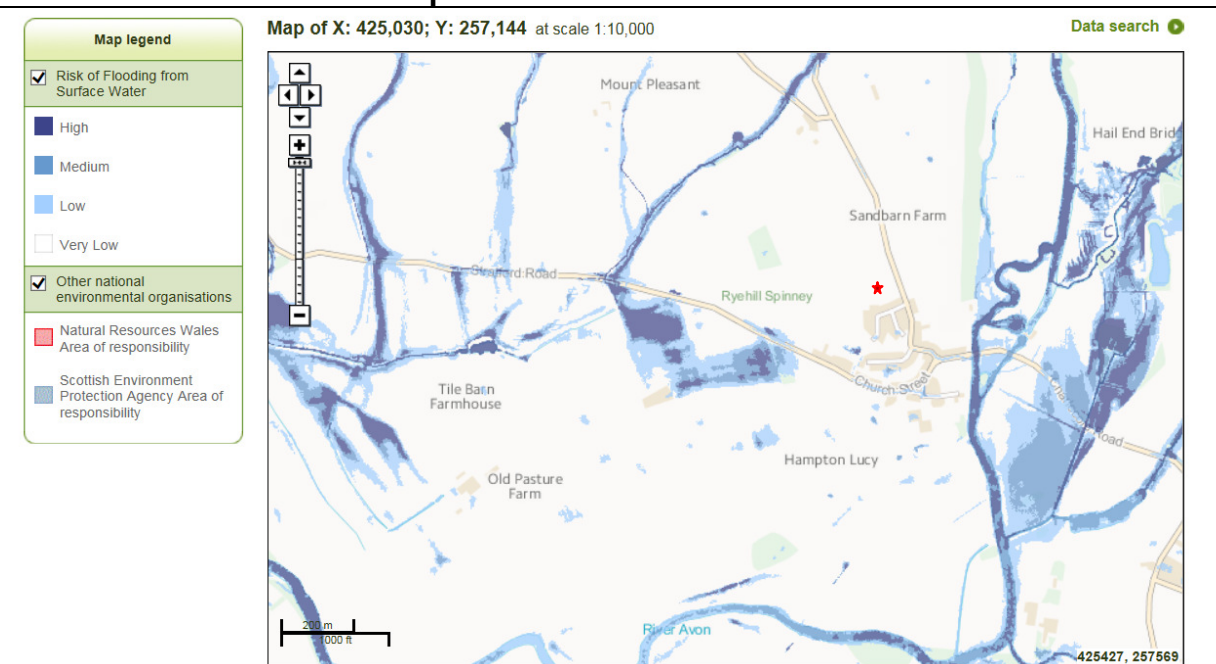 Map of X: 425,030; Y: 257,144 at scale 1:10,000
Data search
Map legend
Risk of Flooding from
Surface Water
High
Medium
Low
Very Low
Other national
environmental organisations
Natural Resources Wales
Area of responsibility
Scottish Environment
Protection Agency Area of
responsibility
Mount Pleasant
Hail End Brid
Sandbarn Farm
Stratford Road
Ryehill Spinney
Tile Barn
Farmhouse
Church Street
Road
Hampton Lucy
Old Pasture
Farm
River Avon
200 m
1000 ft
425427, 257569